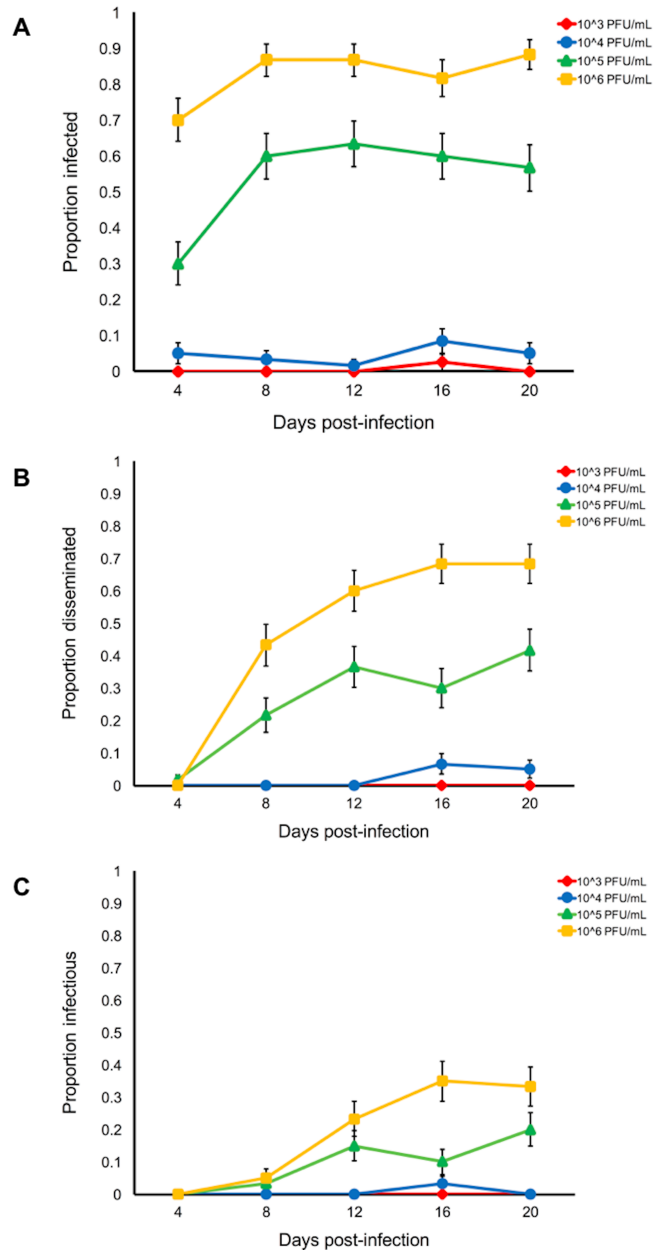 A
10^3 PFU/mL
10^4 PFU/mL
10^5 PFU/mL
10^6 PFU/mL
Proportion infected
1
0.9
0.8
0.7
0.6
0.5
0.4
0.3
0.2
0.1
0
4 8 12 16 20
Days post-infection
B
10^3 PFU/mL
10^4 PFU/mL
10^5 PFU/mL
10^6 PFU/mL
Proportion disseminated
1
0.9
0.8
0.7
0.6
0.5
0.4
0.3
0.2
0.1
0
4 8 12 16 20
Days post-infection
C
10^3 PFU/mL
10^4 PFU/mL
10^5 PFU/mL
10^6 PFU/mL
Proportion infectious
1
0.9
0.8
0.7
0.6
0.5
0.4
0.3
0.2
0.1
0
4 8 12 16 20
Days post-infection